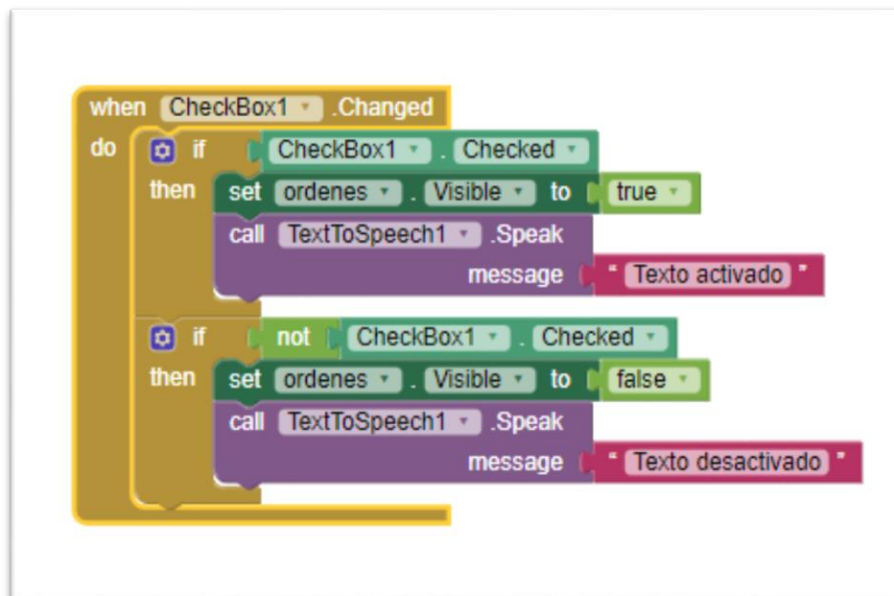 when CheckBox1 .Changed
do if CheckBox1 . Checked
then set ordenes . Visible to true
call TextToSpeech1 .Speak
message " Texto activado "
if not CheckBox1 . Checked
then set ordenes . Visible to false
call TextToSpeech1 .Speak
message " Texto desactivado "